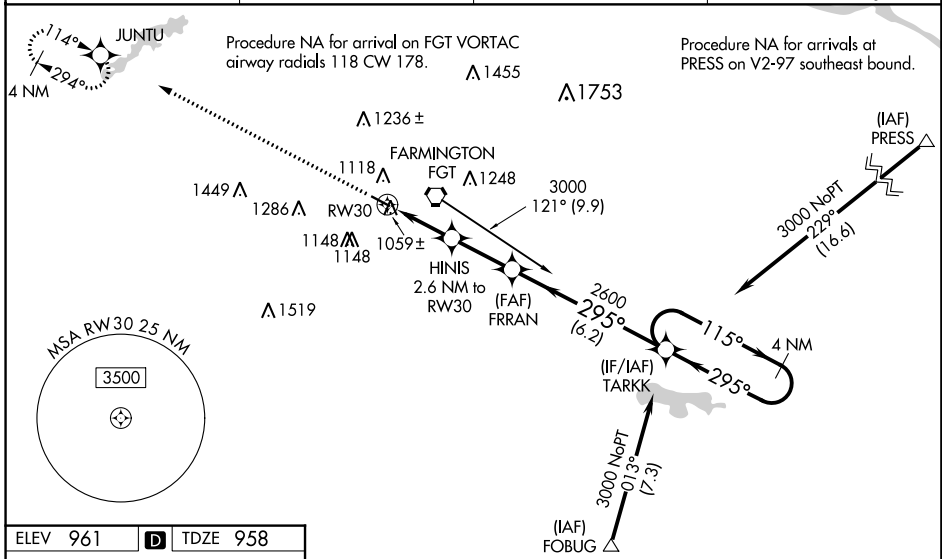 114°
JUNTU
294°
4 NM
Procedure NA for arrival on FGT VORTAC
airway radials 118 CW 178.
Procedure NA for arrivals at
PRESS on V2-97 southeast bound.
1455
1753
1236 ±
(IAF)
PRESS
FARMINGTON
FGT
1118
1248
3000
121° (9.9)
1449
1286
RW30
3000 NoPT
229°
(16.6)
1148
1148
1059 ±
HINIS
2.6 NM to
RW30
(FAF)
FRRAN
2600
295°
(6.2)
1519
115°
4 NM
295°
(IF/IAF)
TARKK
MSA RW30 25 NM
3500
3000 NoPT
013°
(7.3)
(IAF)
FOBUG
ELEV 961
D
TDZE 958